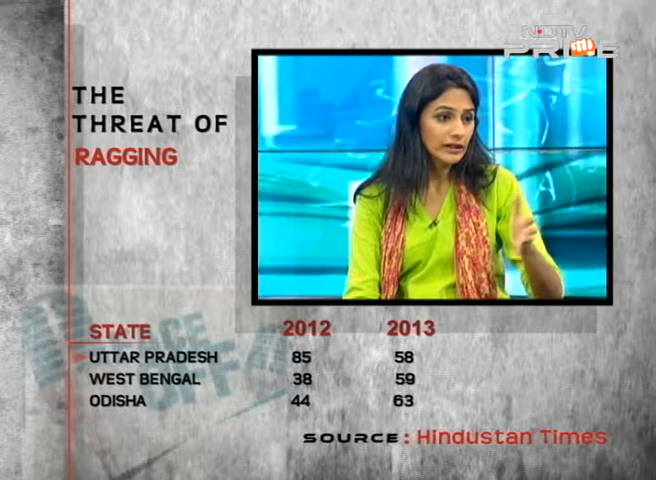 NDTV
PRIME
THE
THREAT OF
RAGGING
STATE 2012 2013
UTTAR PRADESH 85 58
WEST BENGAL 38 59
ODISHA 44 63
SOURCE: Hindustan Times